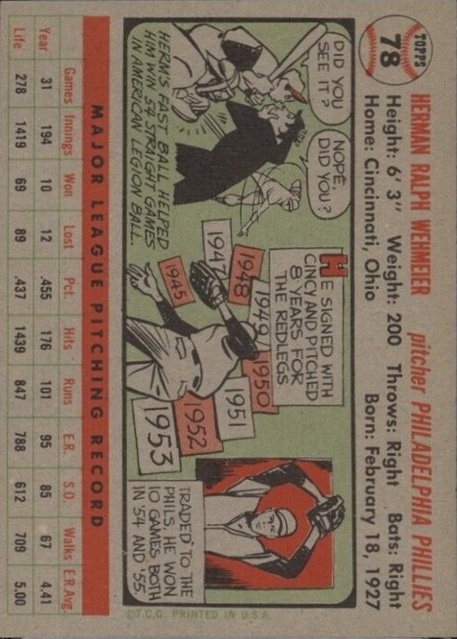 TOPPS
78
HERMAN RALPH WEHMEIER pitcher PHILADELPHIA PHILLIES
Height: 6' 3" Weight: 200 Throws: Right Bats: Right
Home: Cincinnati, Ohio Born: February 18, 1927
DID YOU
SEE IT?
NOPE,
DID YOU?
HERM'S FAST BALL HELPED
HIM WIN 54 STRAIGHT GAMES
IN AMERICAN LEGION BALL.
HE SIGNED WITH
CINCY AND PITCHED
8 YEARS FOR
THE REDLEGS
1945
1947
1948
1949
1950
1951
1952
1953
TRADED TO THE
PHILS, HE WON
10 GAMES BOTH
IN '54 AND '55.
©T.C.G. PRINTED IN U.S.A.
MAJOR LEAGUE PITCHING RECORD
Games Innings Won Lost Pct. Hits Runs E.R. S.O. Walks E.R.Avg.
Year 31 194 10 12 .455 176 101 95 85 67 4.41
Life 278 1419 69 89 .437 1439 847 788 612 709 5.00